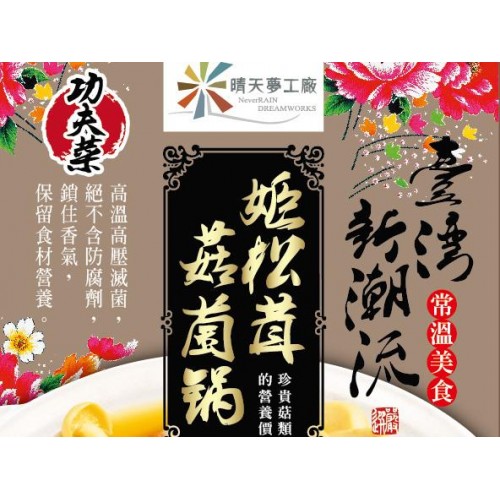 晴天夢工廠
NeverRAIN
DREAMWORKS
功夫菜
高溫高壓滅菌，
絕不含防腐劑，
鎖住香氣，
保留食材營養。
姬松茸
菇菌锅
珍貴菇類
的營養價
臺灣
新潮流
常溫美食